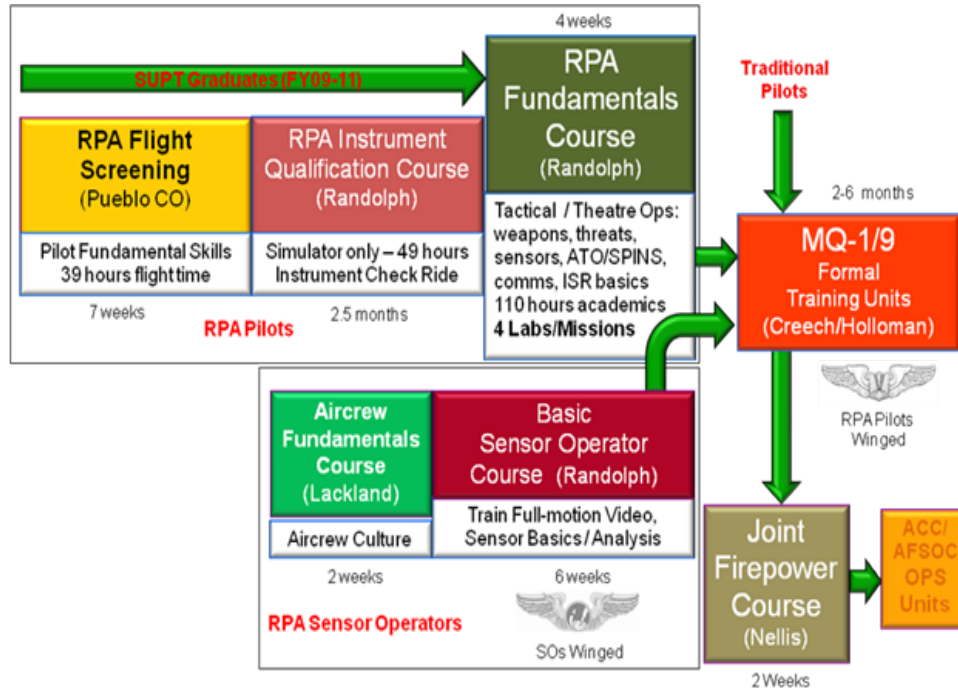 4 weeks
SUPT Graduates (FY09-11)
RPA
Fundamentals
Course
(Randolph)
Traditional
Pilots
RPA Flight
Screening
(Pueblo CO)
RPA Instrument
Qualification Course
(Randolph)
Pilot Fundamental Skills
39 hours flight time
Simulator only – 49 hours
Instrument Check Ride
Tactical / Theatre Ops:
weapons, threats,
sensors, ATO/SPINS,
comms, ISR basics
110 hours academics
4 Labs/Missions
7 weeks
RPA Pilots
2.5 months
2-6 months
MQ-1/9
Formal
Training Units
(Creech/Holloman)
RPA Pilots
Winged
Aircrew
Fundamentals
Course
(Lackland)
Basic
Sensor Operator
Course (Randolph)
Aircrew Culture
Train Full-motion Video,
Sensor Basics / Analysis
2 weeks
6 weeks
RPA Sensor Operators
SOs Winged
Joint
Firepower
Course
(Nellis)
2 Weeks
ACC/
AFSOC
OPS
Units